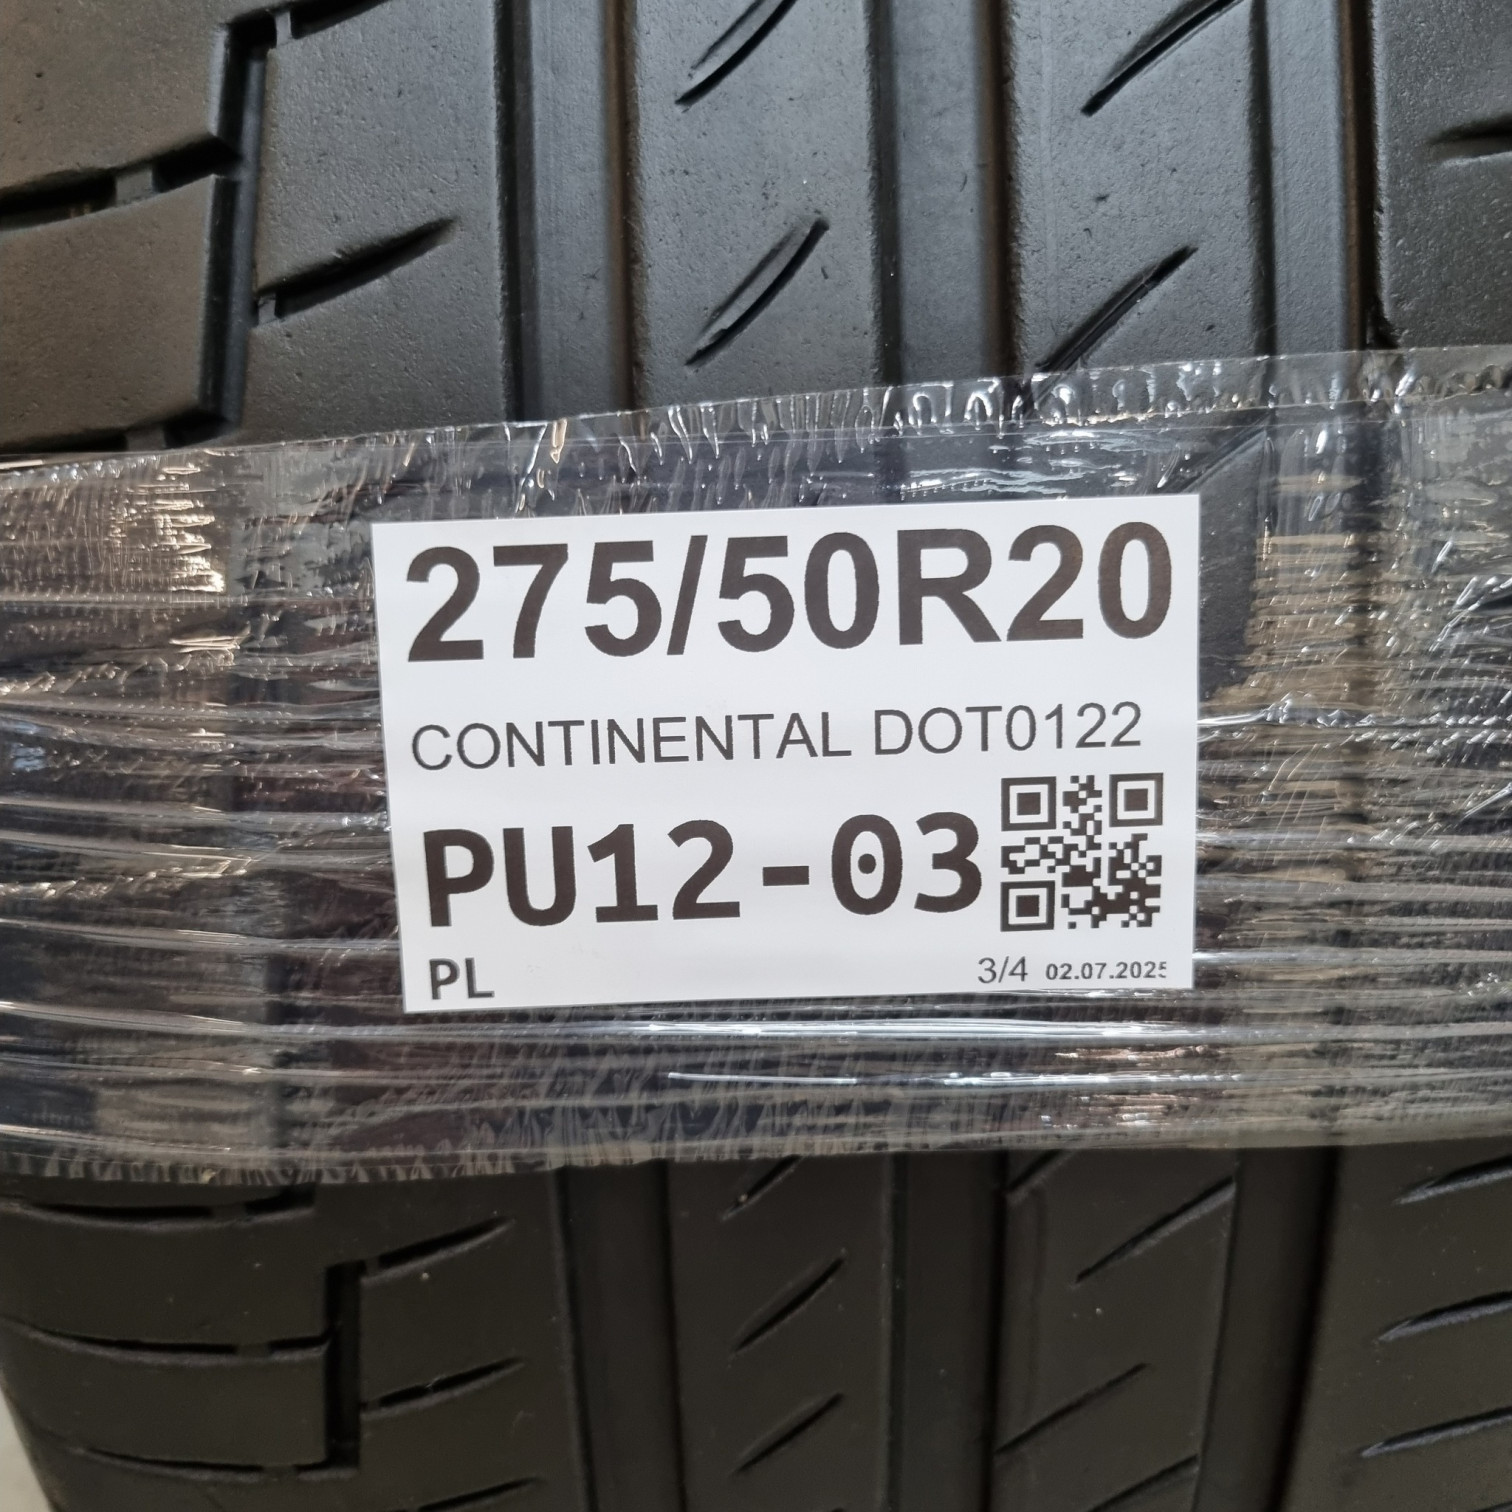 275/50R20
CONTINENTAL DOT0122
PU12-03
PL
3/4 02.07.2025